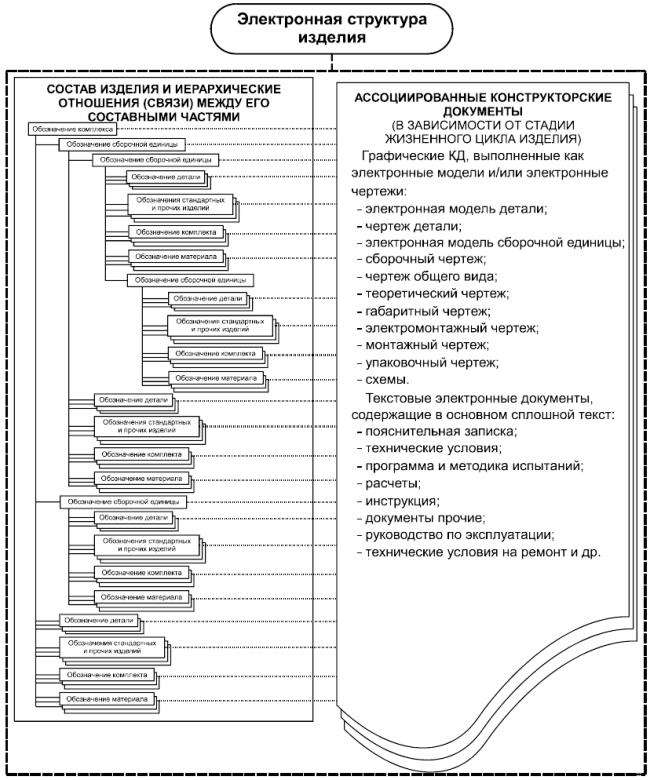 Электронная структура
изделия
СОСТАВ ИЗДЕЛИЯ И ИЕРАРХИЧЕСКИЕ
ОТНОШЕНИЯ (СВЯЗИ) МЕЖДУ ЕГО
СОСТАВНЫМИ ЧАСТЯМИ
Обозначение комплекса
Обозначение сборочной единицы
Обозначение сборочной единицы
Обозначение детали
Обозначения стандартных
и прочих изделий
Обозначение комплекта
Обозначение материала
Обозначение сборочной единицы
Обозначение детали
Обозначения стандартных
и прочих изделий
Обозначение комплекта
Обозначение материала
Обозначение детали
Обозначения стандартных
и прочих изделий
Обозначение комплекта
Обозначение материала
Обозначение сборочной единицы
Обозначение детали
Обозначения стандартных
и прочих изделий
Обозначение комплекта
Обозначение материала
Обозначение детали
Обозначения стандартных
и прочих изделий
Обозначение комплекта
Обозначение материала
АССОЦИИРОВАННЫЕ КОНСТРУКТОРСКИЕ
ДОКУМЕНТЫ
(В ЗАВИСИМОСТИ ОТ СТАДИИ
ЖИЗНЕННОГО ЦИКЛА ИЗДЕЛИЯ)
Графические КД, выполненные как
электронные модели и/или электронные
чертежи:
- электронная модель детали;
- чертеж детали;
- электронная модель сборочной единицы;
- сборочный чертеж;
- чертеж общего вида;
- теоретический чертеж;
- габаритный чертеж;
- электромонтажный чертеж;
- монтажный чертеж;
- упаковочный чертеж;
- схемы.
Текстовые электронные документы,
содержащие в основном сплошной текст:
- пояснительная записка;
- технические условия;
- программа и методика испытаний;
- расчеты;
- инструкция;
- документы прочие;
- руководство по эксплуатации;
- технические условия на ремонт и др.